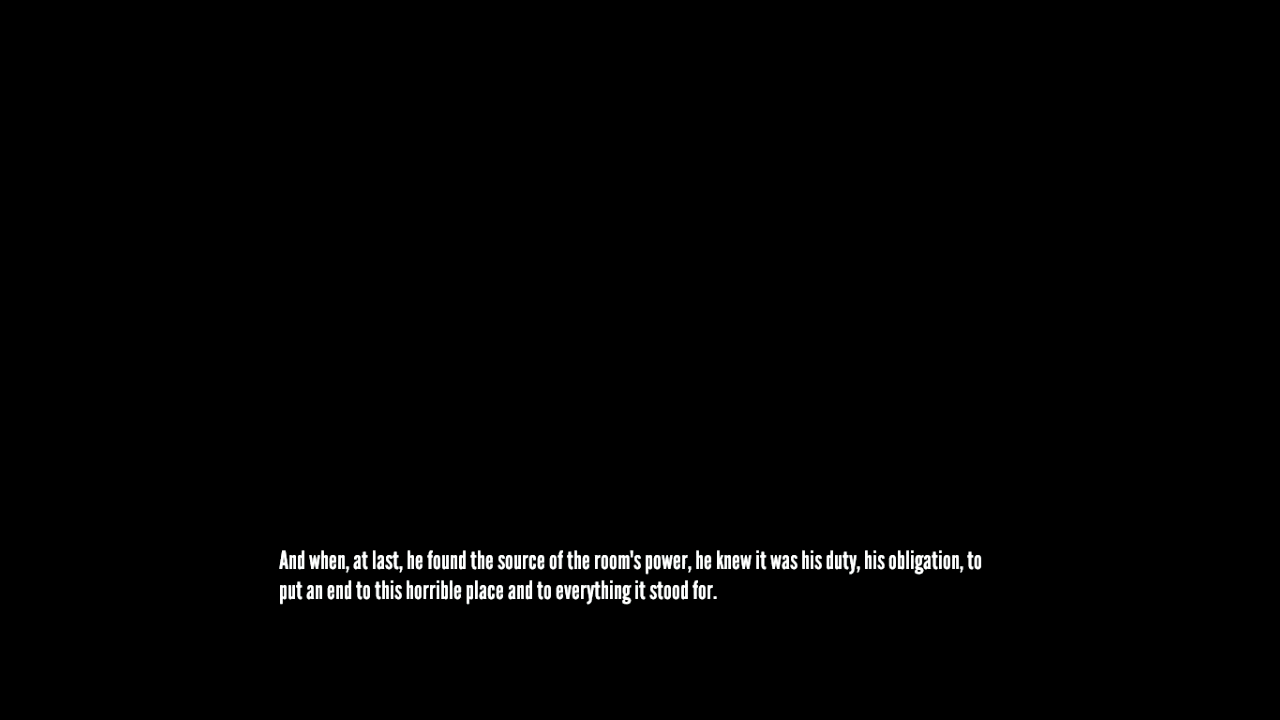 And when, at last, he found the source of the room's power, he knew it was his duty, his obligation, to
put an end to this horrible place and to everything it stood for.